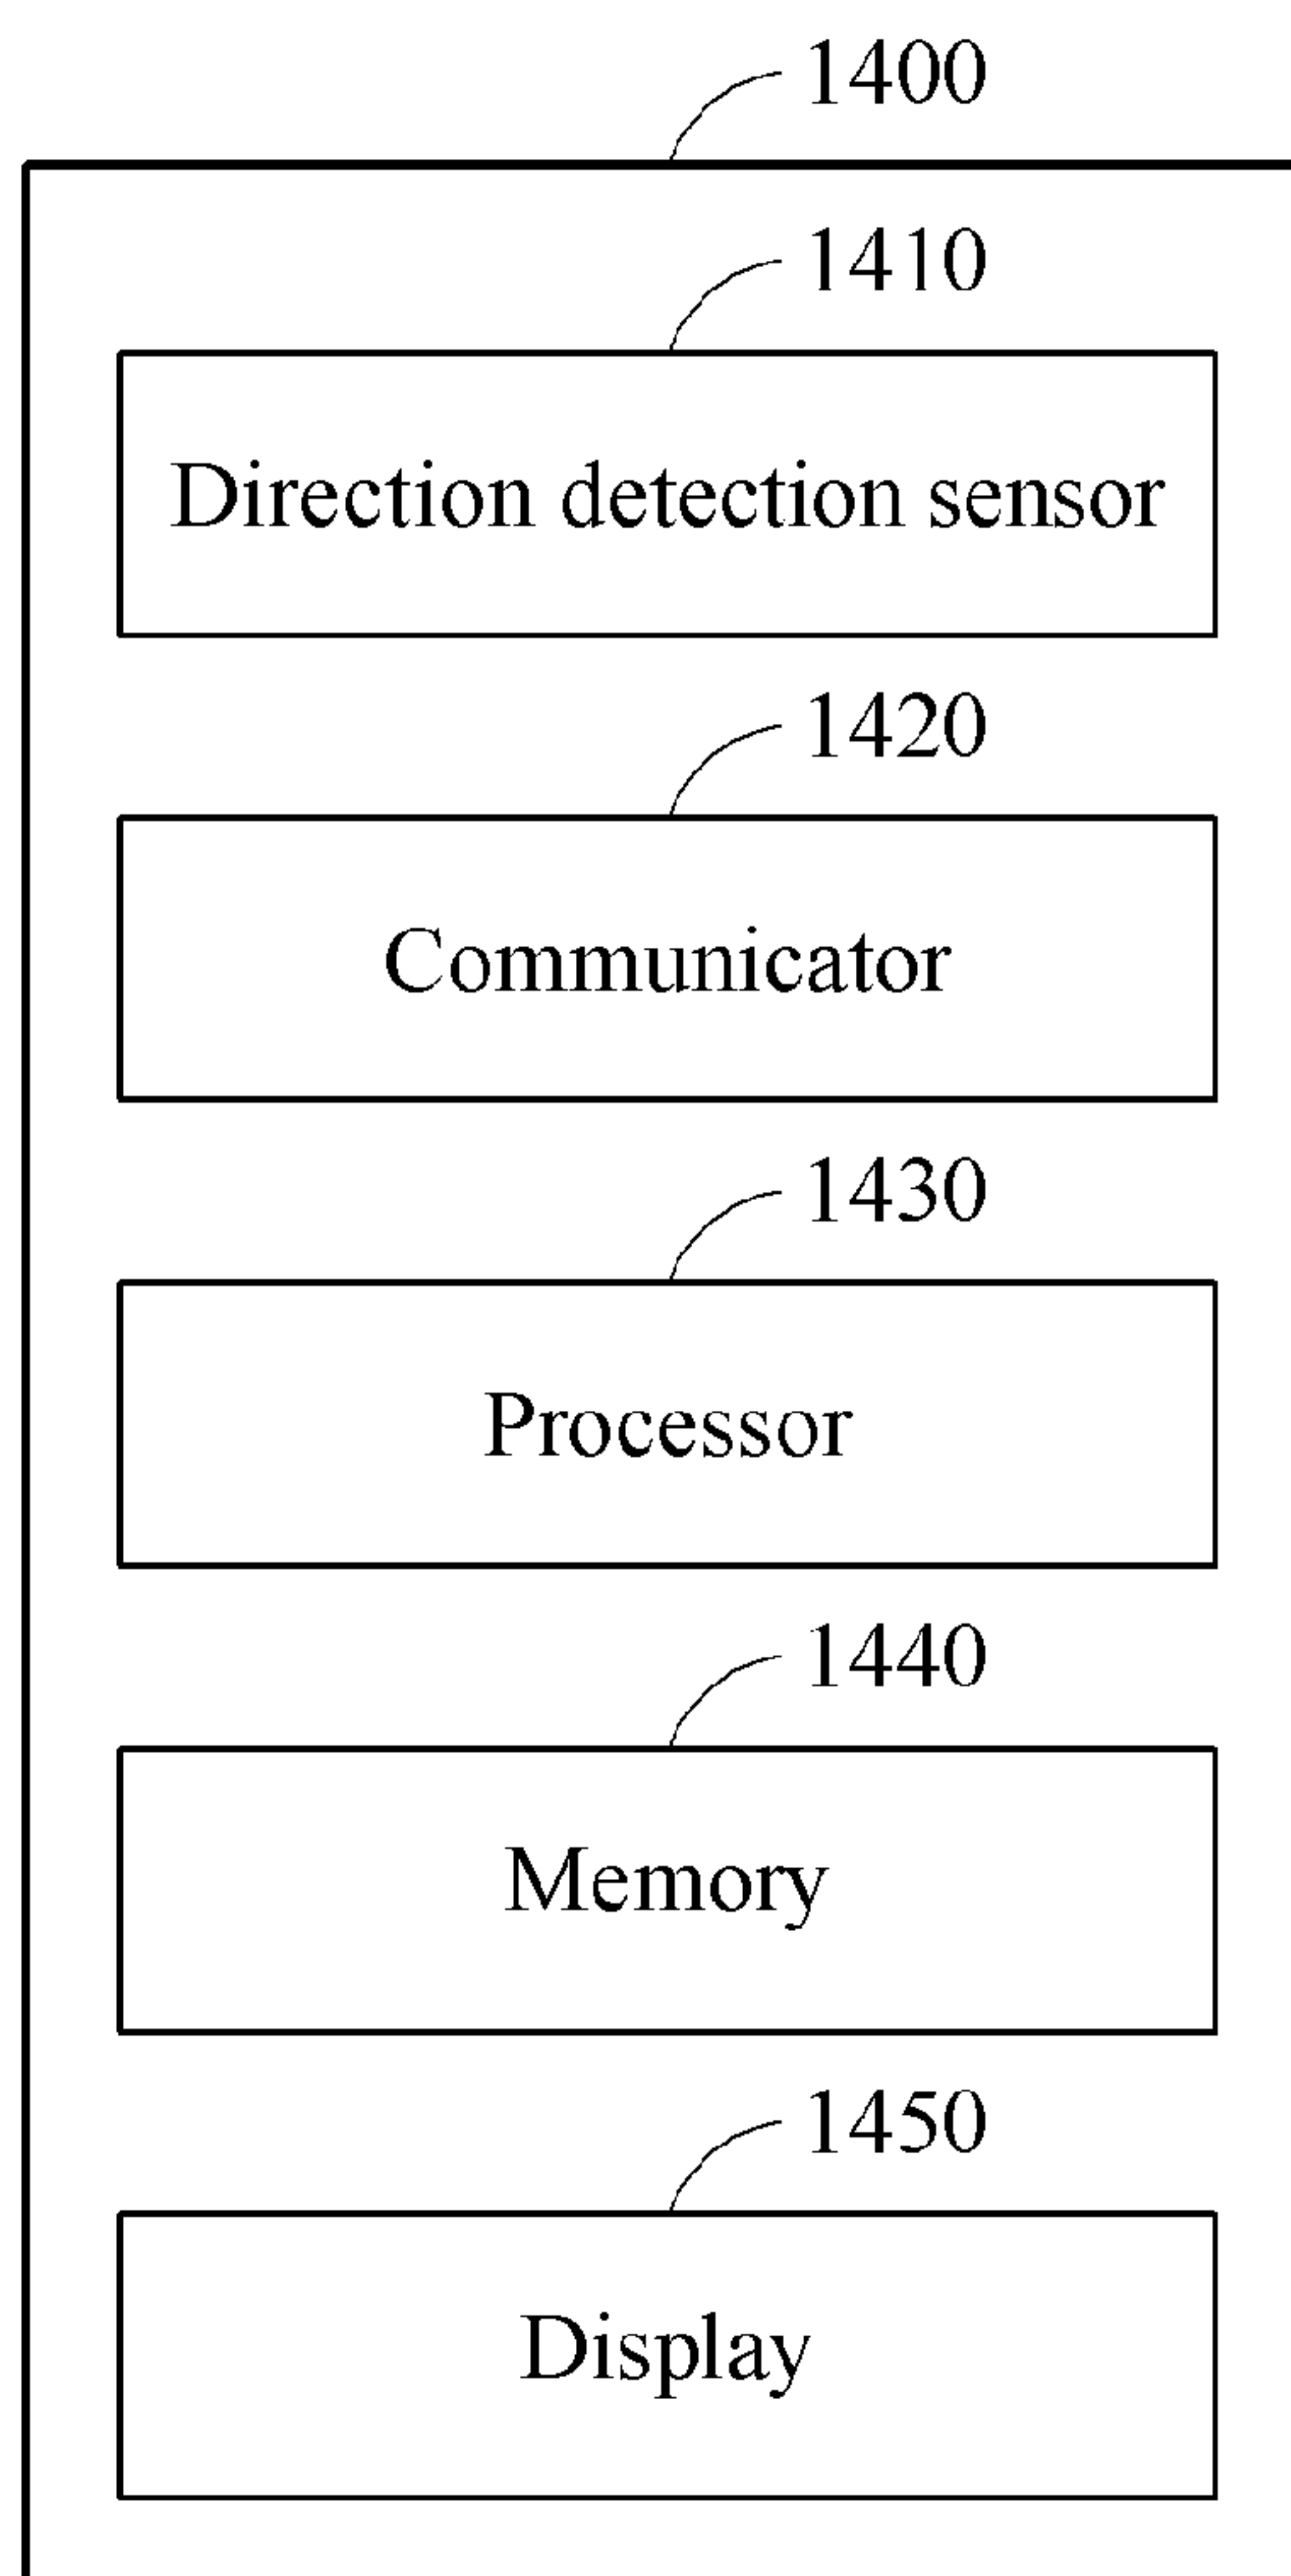 1400
1410
Direction detection sensor
1420
Communicator
1430
Processor
1440
Memory
1450
Display